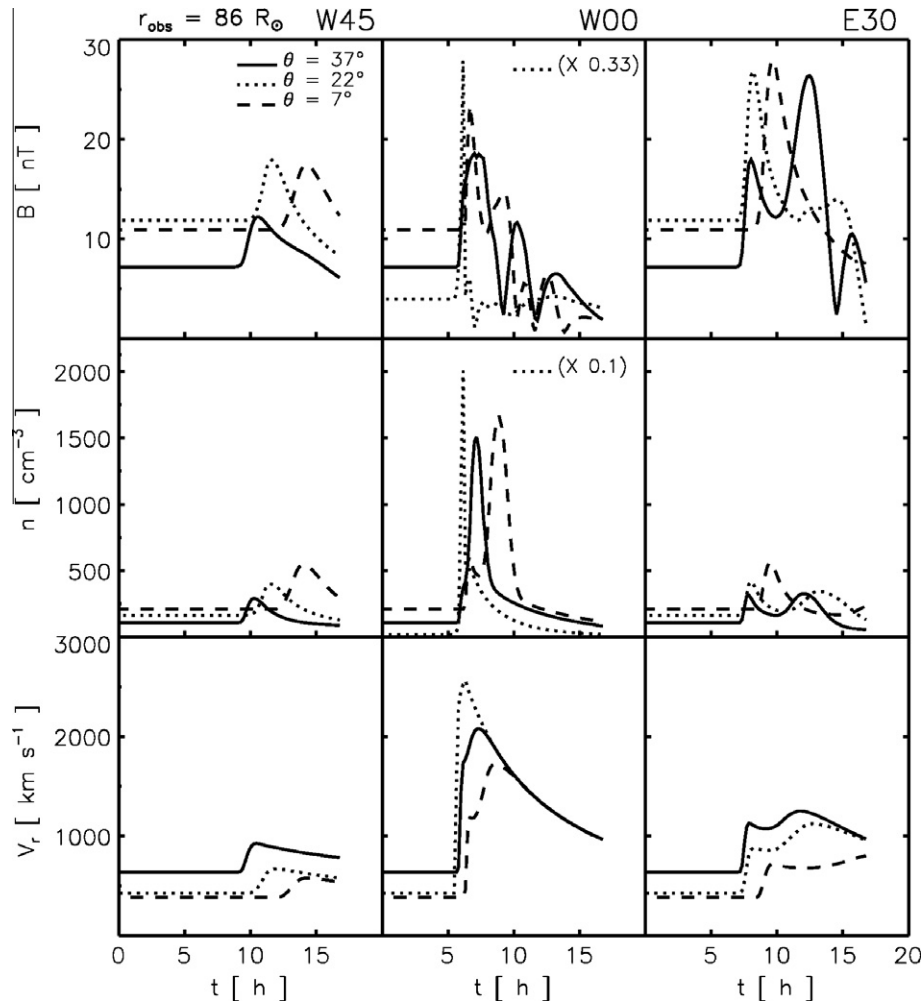 r_obs = 86 R_⊙ W45 W00 E30
θ = 37°
θ = 22°
θ = 7°
(X 0.33)
B [ nT ]
30
20
10
(X 0.1)
n [ cm⁻³ ]
2000
1500
1000
500
V_r [ km s⁻¹ ]
3000
2000
1000
0 5 10 15 5 10 15 5 10 15 20
t [ h ] t [ h ] t [ h ]